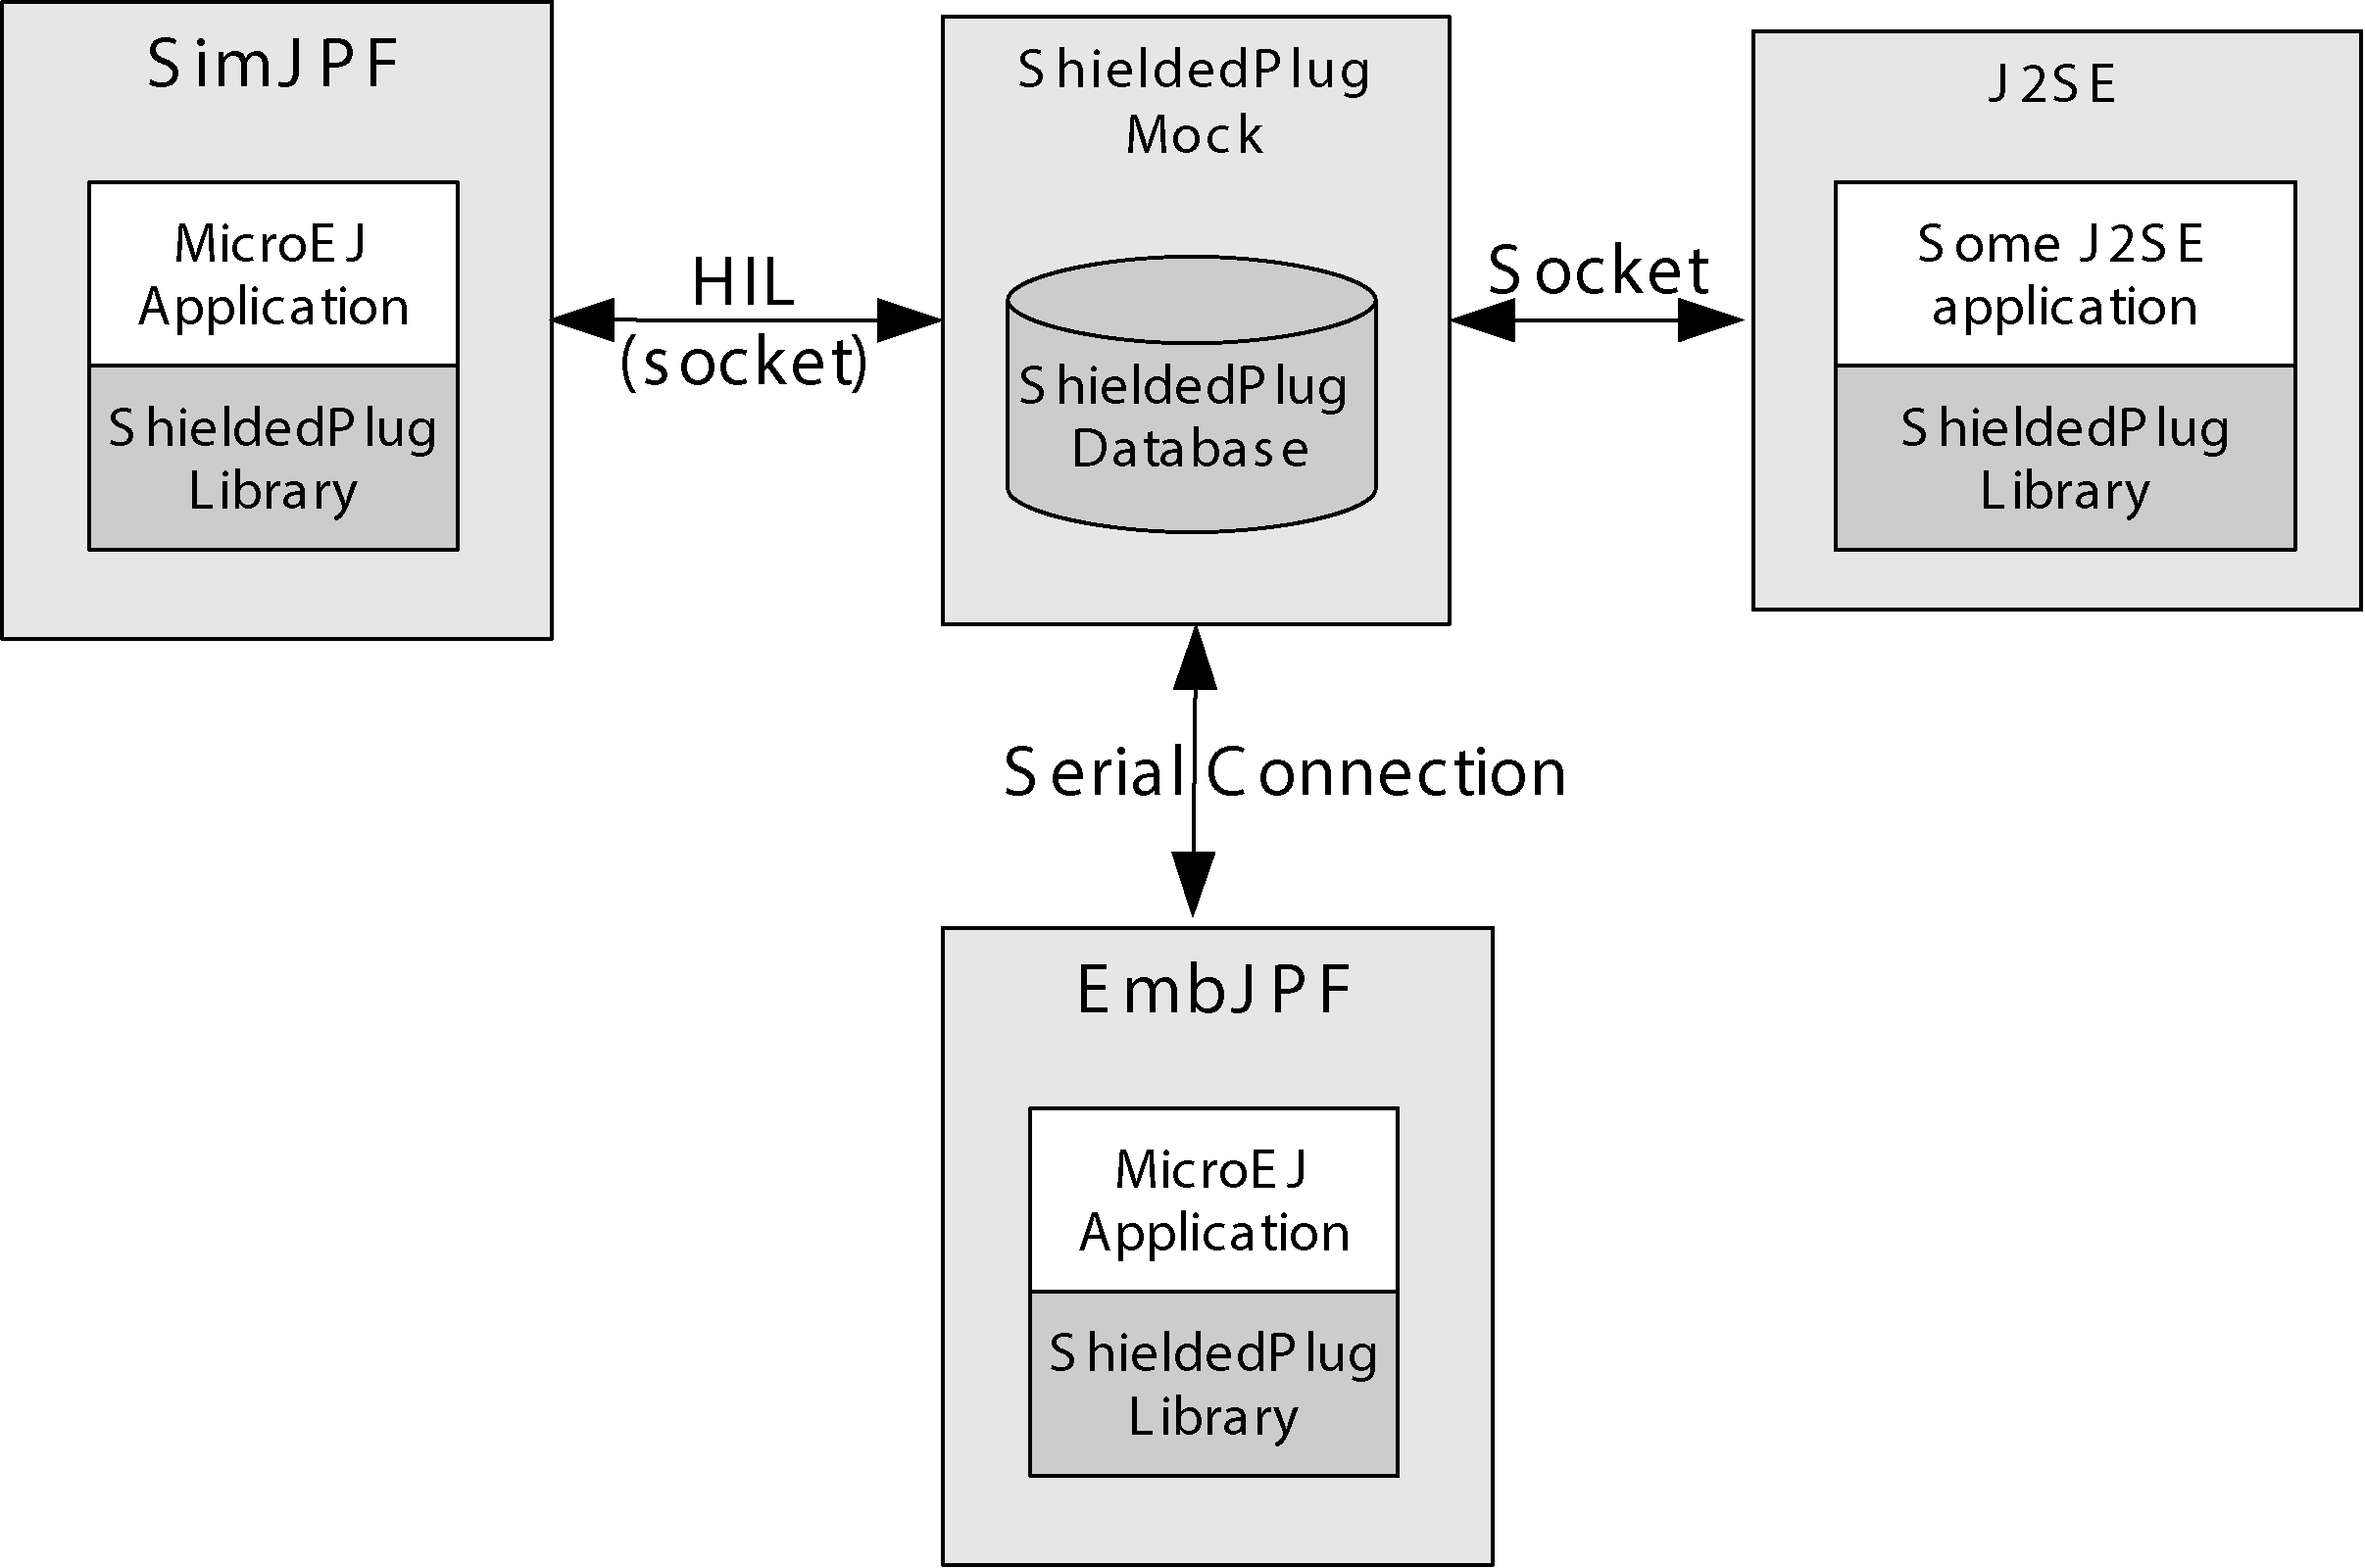 SimJPF
MicroEJ
Application
ShieldedPlug
Library
HIL
(socket)
ShieldedPlug
Mock
ShieldedPlug
Database
Socket
J2SE
Some J2SE
application
ShieldedPlug
Library
Serial Connection
EmbJPF
MicroEJ
Application
ShieldedPlug
Library